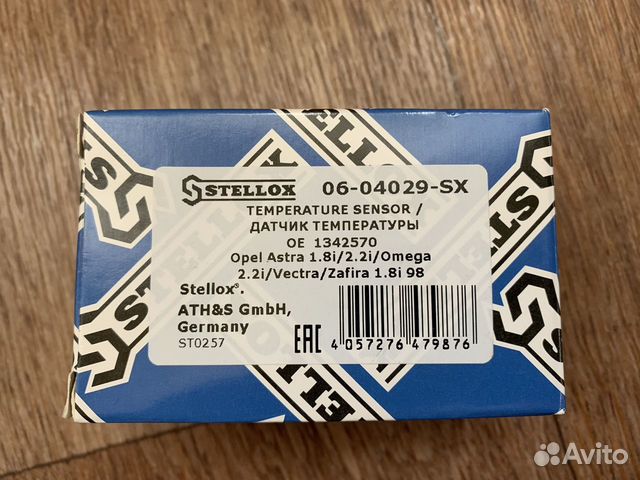 STELLOX
STELLOX 06-04029-SX
TEMPERATURE SENSOR /
ДАТЧИК ТЕМПЕРАТУРЫ
OE 1342570
Opel Astra 1.8i/2.2i/Omega
2.2i/Vectra/Zafira 1.8i 98
Stellox®.
ATH&S GmbH,
Germany
ST0257
EAC
4 057276 479876
Avito